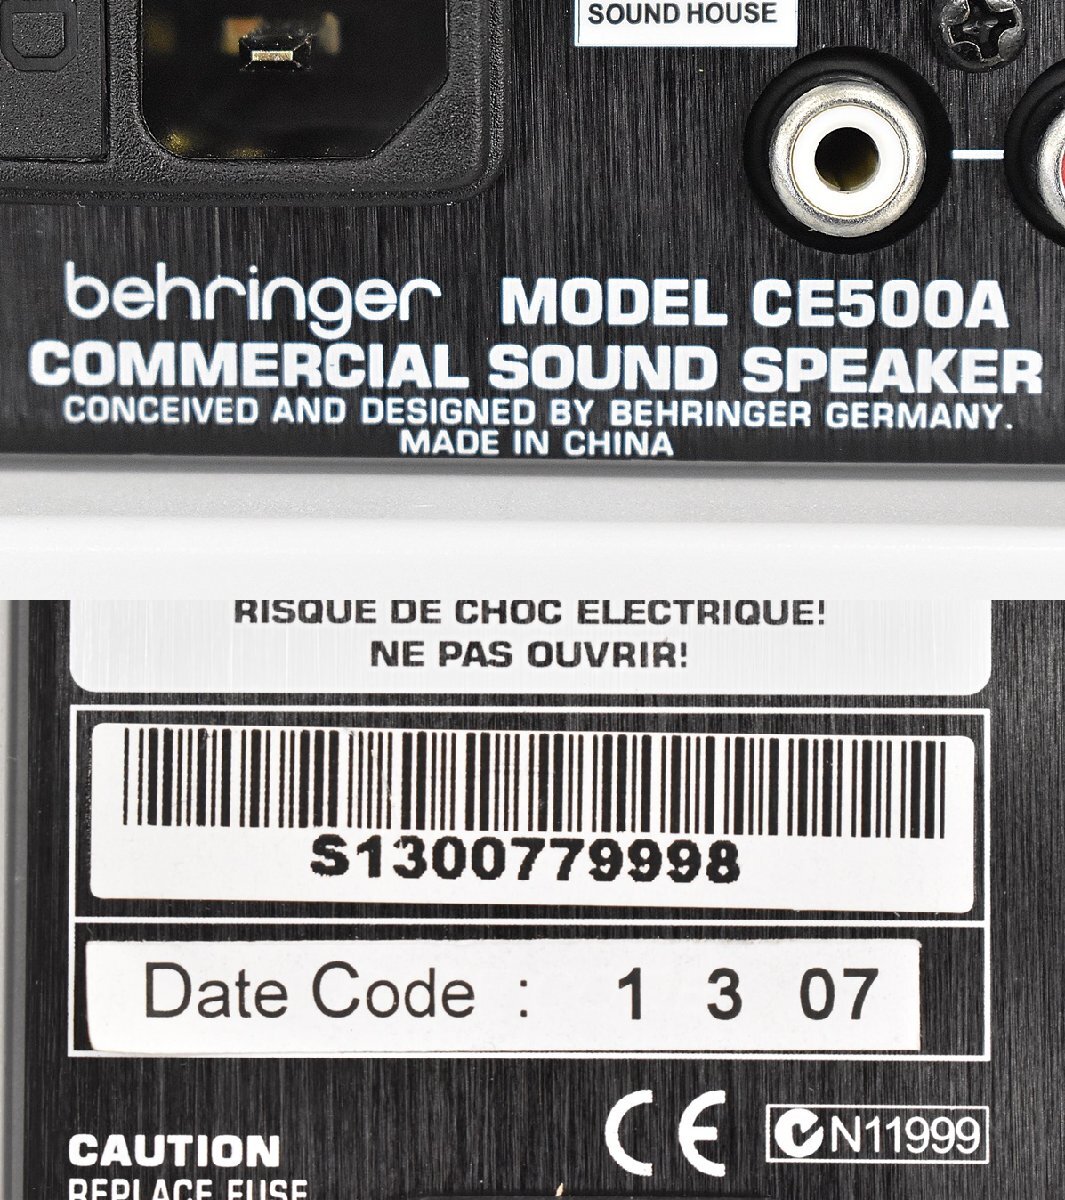 SOUND HOUSE
behringer MODEL CE500A
COMMERCIAL SOUND SPEAKER
CONCEIVED AND DESIGNED BY BEHRINGER GERMANY.
MADE IN CHINA
RISQUE DE CHOC ELECTRIQUE!
NE PAS OUVRIR!
S1300779998
Date Code : 1 3 07
CE N11999
CAUTION
REPLACE FUSE